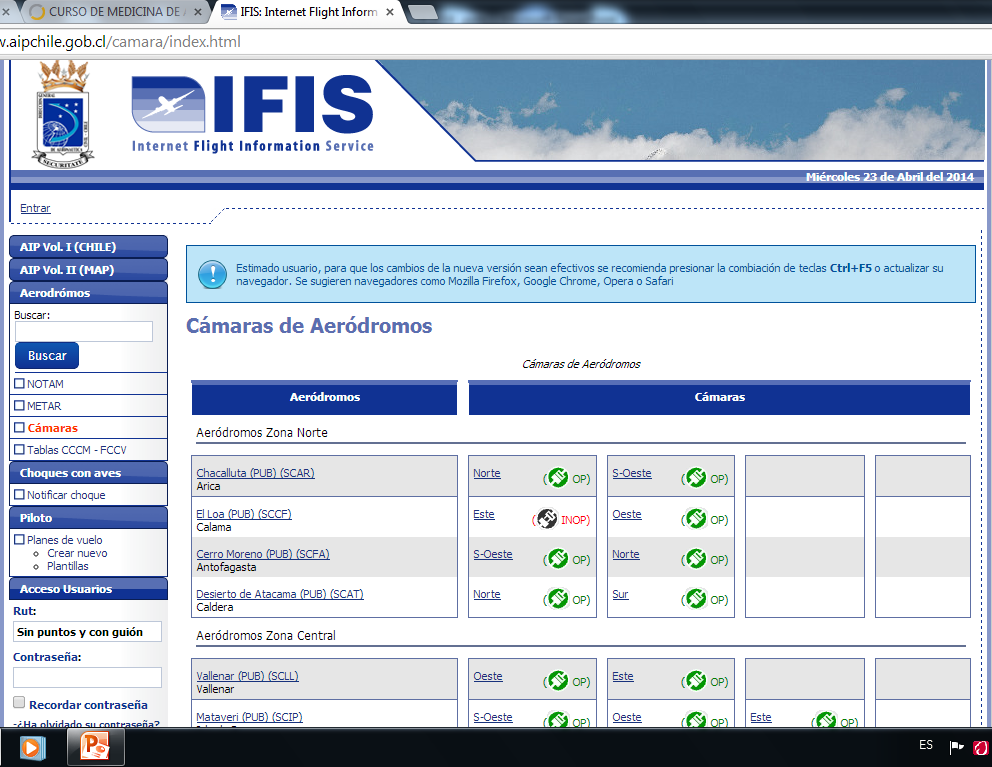 CURSO DE MEDICINA DE
IFIS: Internet Flight Inform
w.aipchile.gob.cl/camara/index.html
SECURITATE
IFIS
Internet Flight Information Service
Miércoles 23 de Abril del 2014
Entrar
AIP Vol. I (CHILE)
AIP Vol. II (MAP)
Aerodrómos
Buscar:
Buscar
NOTAM
METAR
Cámaras
Tablas CCCM - FCCV
Choques con aves
Notificar choque
Piloto
Planes de vuelo
Crear nuevo
Plantillas
Acceso Usuarios
Rut:
Sin puntos y con guión
Contraseña:
Recordar contraseña
-¿Ha olvidado su contraseña?
Estimado usuario, para que los cambios de la nueva versión sean efectivos se recomienda presionar la combiación de teclas Ctrl+F5 o actualizar su
navegador. Se sugieren navegadores como Mozilla Firefox, Google Chrome, Opera o Safari
Cámaras de Aeródromos
Cámaras de Aeródromos
Aeródromos Cámaras
Aeródromos Zona Norte
Chacalluta (PUB) (SCAR) Norte ( OP) S-Oeste ( OP)
Arica
El Loa (PUB) (SCCF) Este ( INOP) Oeste ( OP)
Calama
Cerro Moreno (PUB) (SCFA) S-Oeste ( OP) Norte ( OP)
Antofagasta
Desierto de Atacama (PUB) (SCAT) Norte ( OP) Sur ( OP)
Caldera
Aeródromos Zona Central
Vallenar (PUB) (SCLL) Oeste ( OP) Este ( OP)
Vallenar
Mataveri (PUB) (SCIP) S-Oeste ( OP) Oeste ( OP) Este ( OP)
ES